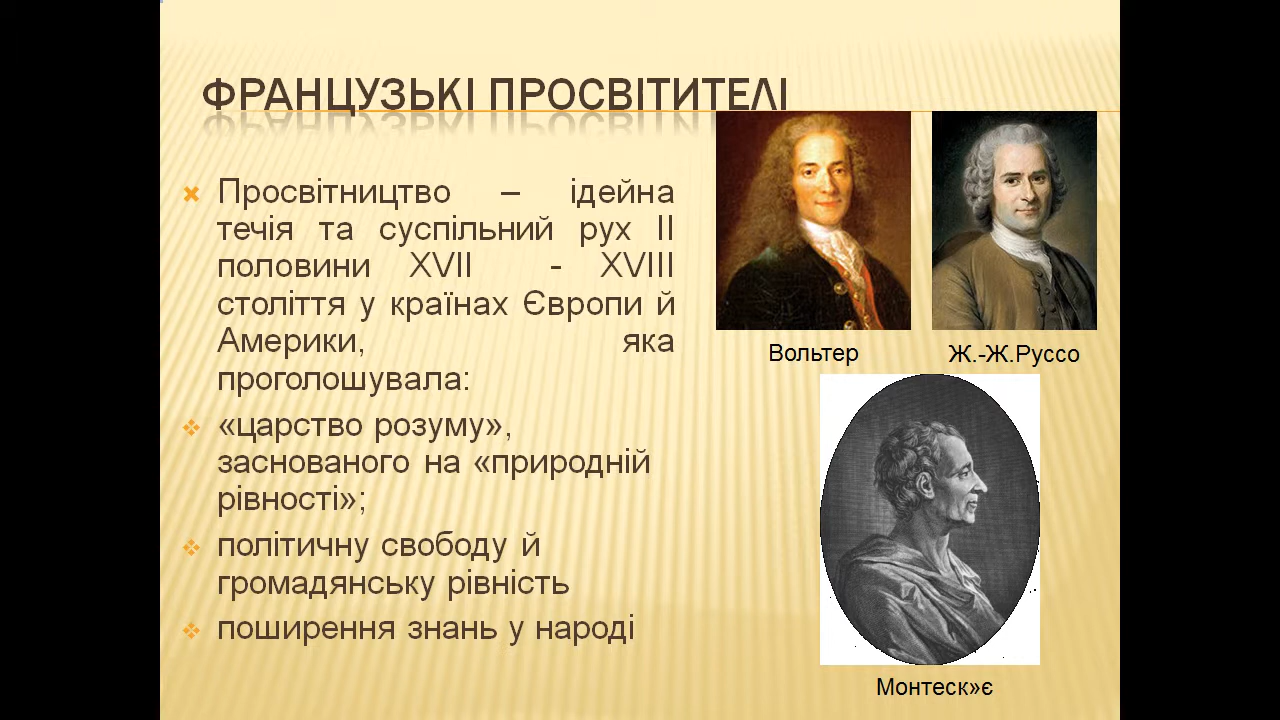 ФРАНЦУЗЬКІ ПРОСВІТИТЕЛІ
Просвітництво – ідейна
течія та суспільний рух ІІ
половини XVII - XVIII
століття у країнах Європи й
Америки, яка
проголошувала:
«царство розуму»,
заснованого на «природній
рівності»;
політичну свободу й
громадянську рівність
поширення знань у народі
Вольтер
Ж.-Ж.Руссо
Монтеск»є